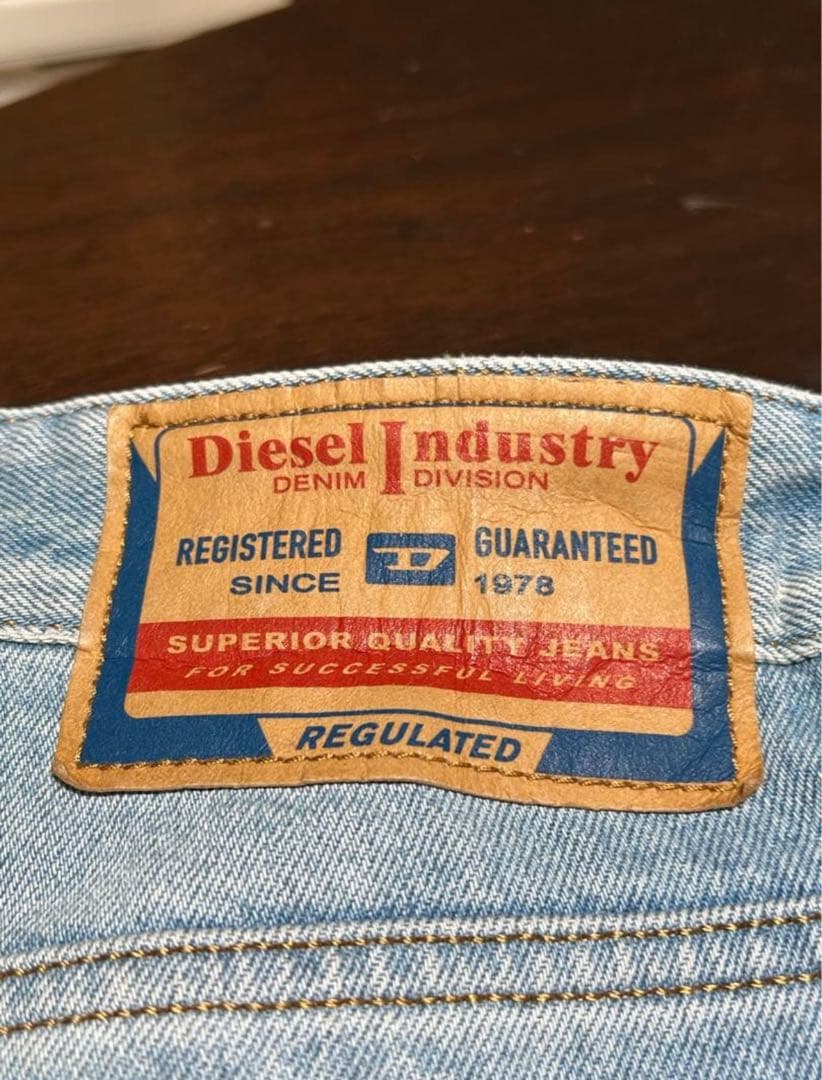 Diesel Industry
DENIM DIVISION
REGISTERED D GUARANTEED
SINCE 1978
SUPERIOR QUALITY JEANS
FOR SUCCESSFUL LIVING
REGULATED